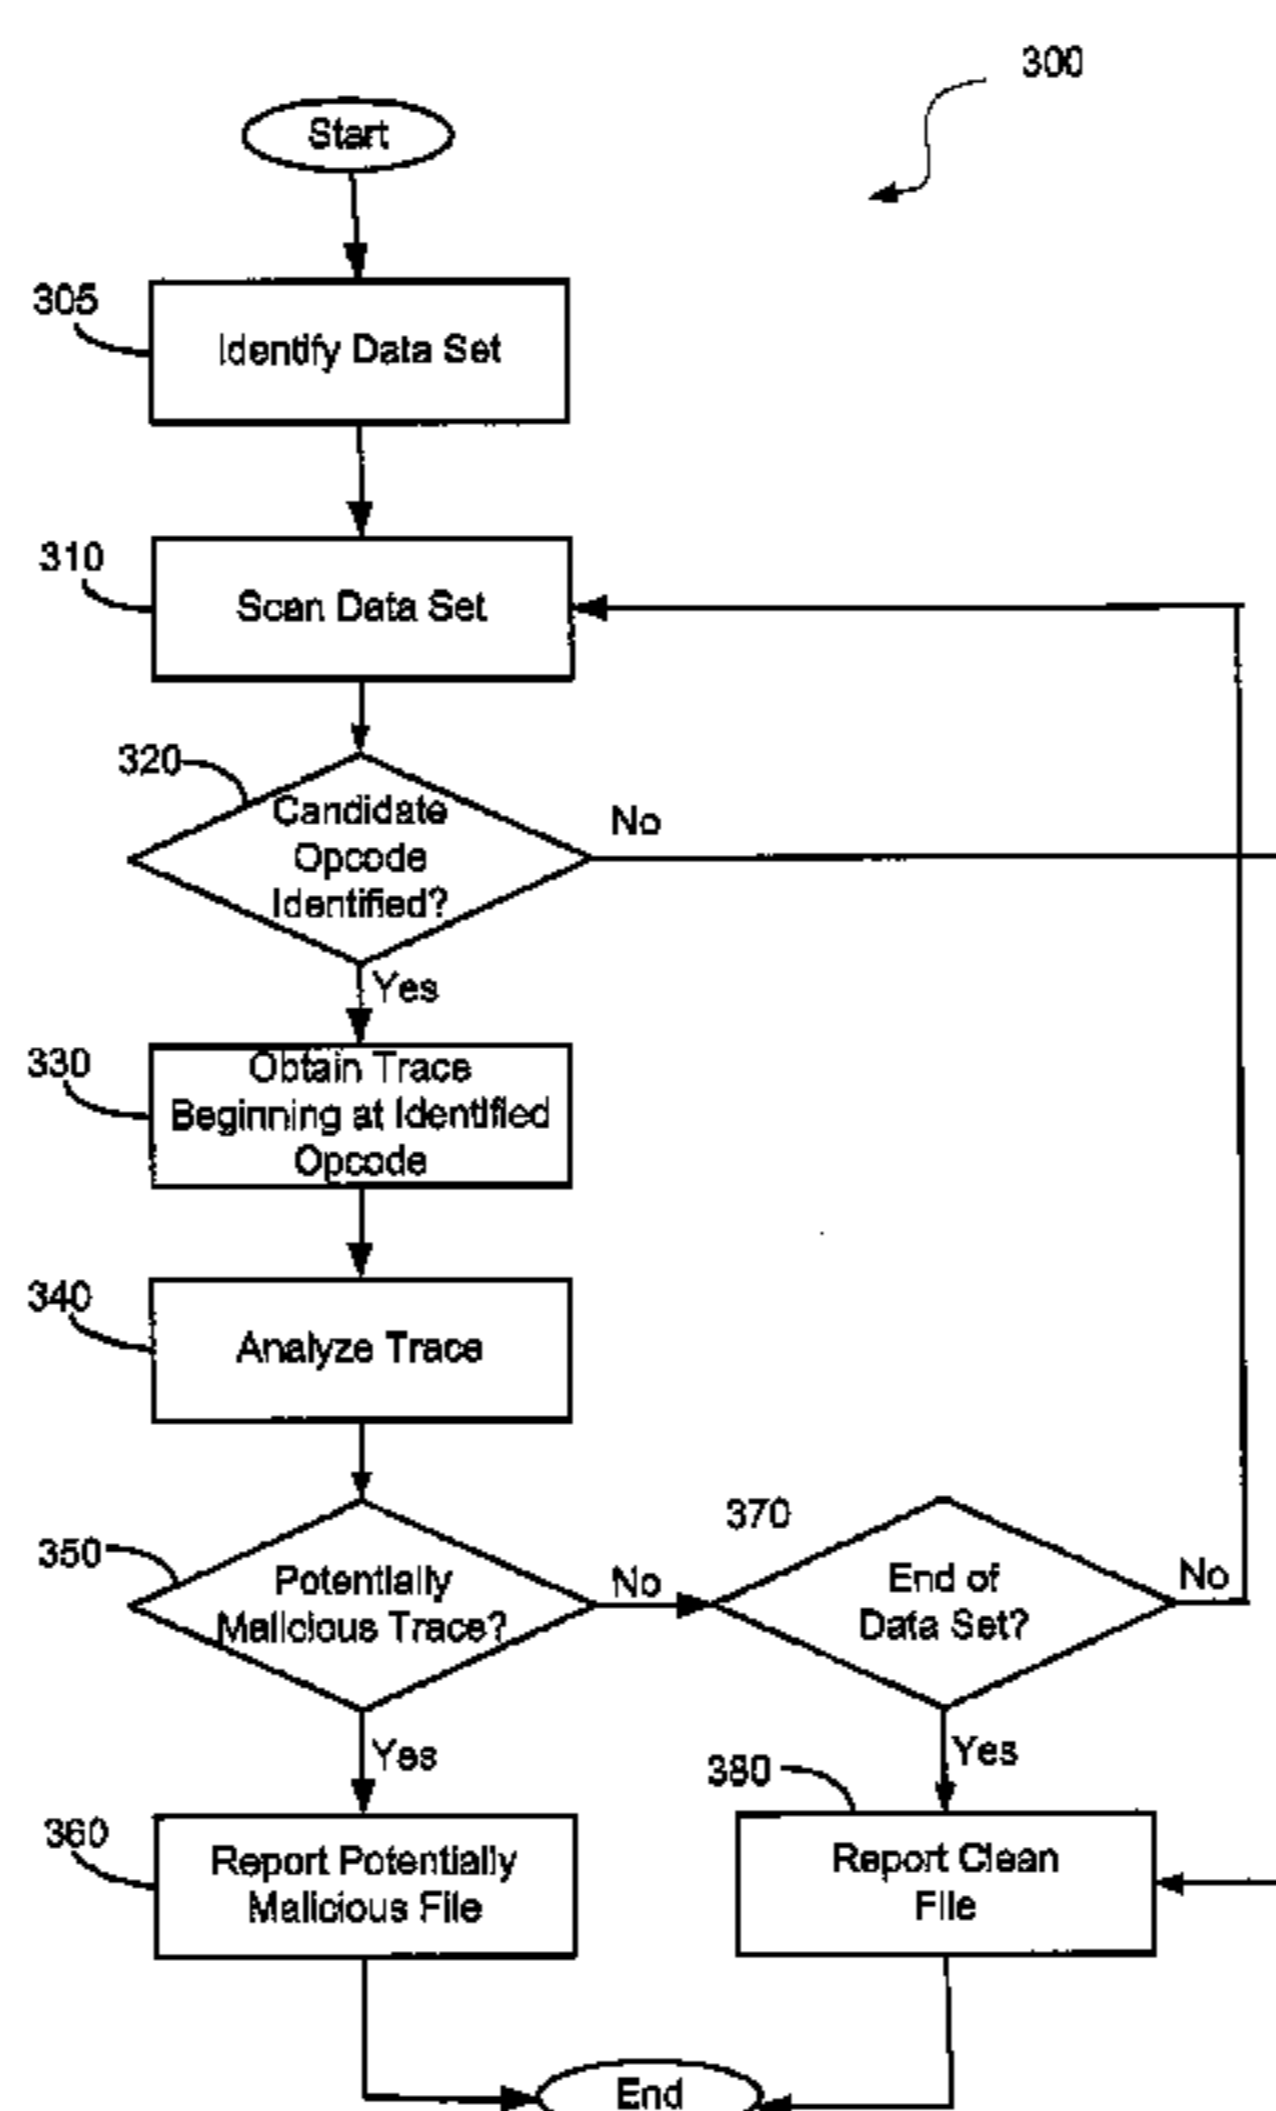 300
Start
305
Identify Data Set
310
Scan Data Set
320
Candidate
Opcode
Identified?
No
Yes
330
Obtain Trace
Beginning at Identified
Opcode
340
Analyze Trace
350
Potentially
Malicious Trace?
No
370
End of
Data Set?
No
Yes
Yes
360
Report Potentially
Malicious File
380
Report Clean
File
End